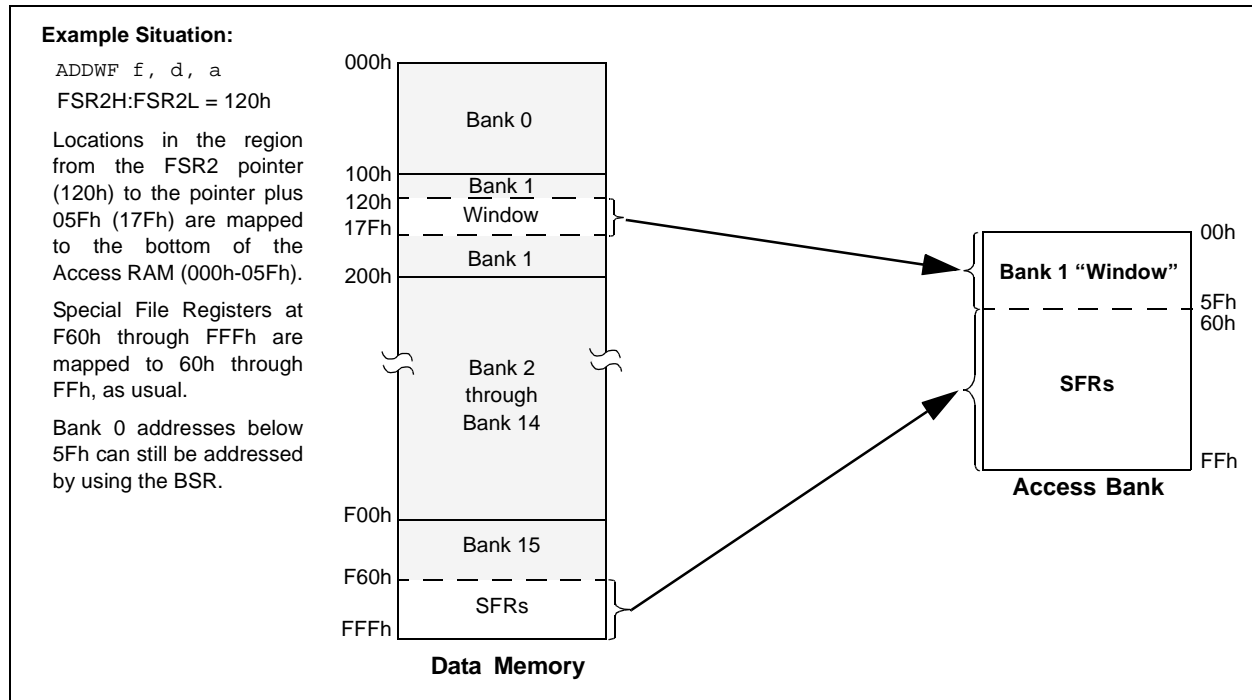 Example Situation:
ADDWF f, d, a
FSR2H:FSR2L = 120h
Locations in the region
from the FSR2 pointer
(120h) to the pointer plus
05Fh (17Fh) are mapped
to the bottom of the
Access RAM (000h-05Fh).
Special File Registers at
F60h through FFFh are
mapped to 60h through
FFh, as usual.
Bank 0 addresses below
5Fh can still be addressed
by using the BSR.
000h
Bank 0
100h
Bank 1
120h
Window
17Fh
Bank 1
200h
Bank 2
through
Bank 14
F00h
Bank 15
F60h
SFRs
FFFh
Data Memory
00h
Bank 1 “Window”
5Fh
60h
SFRs
FFh
Access Bank